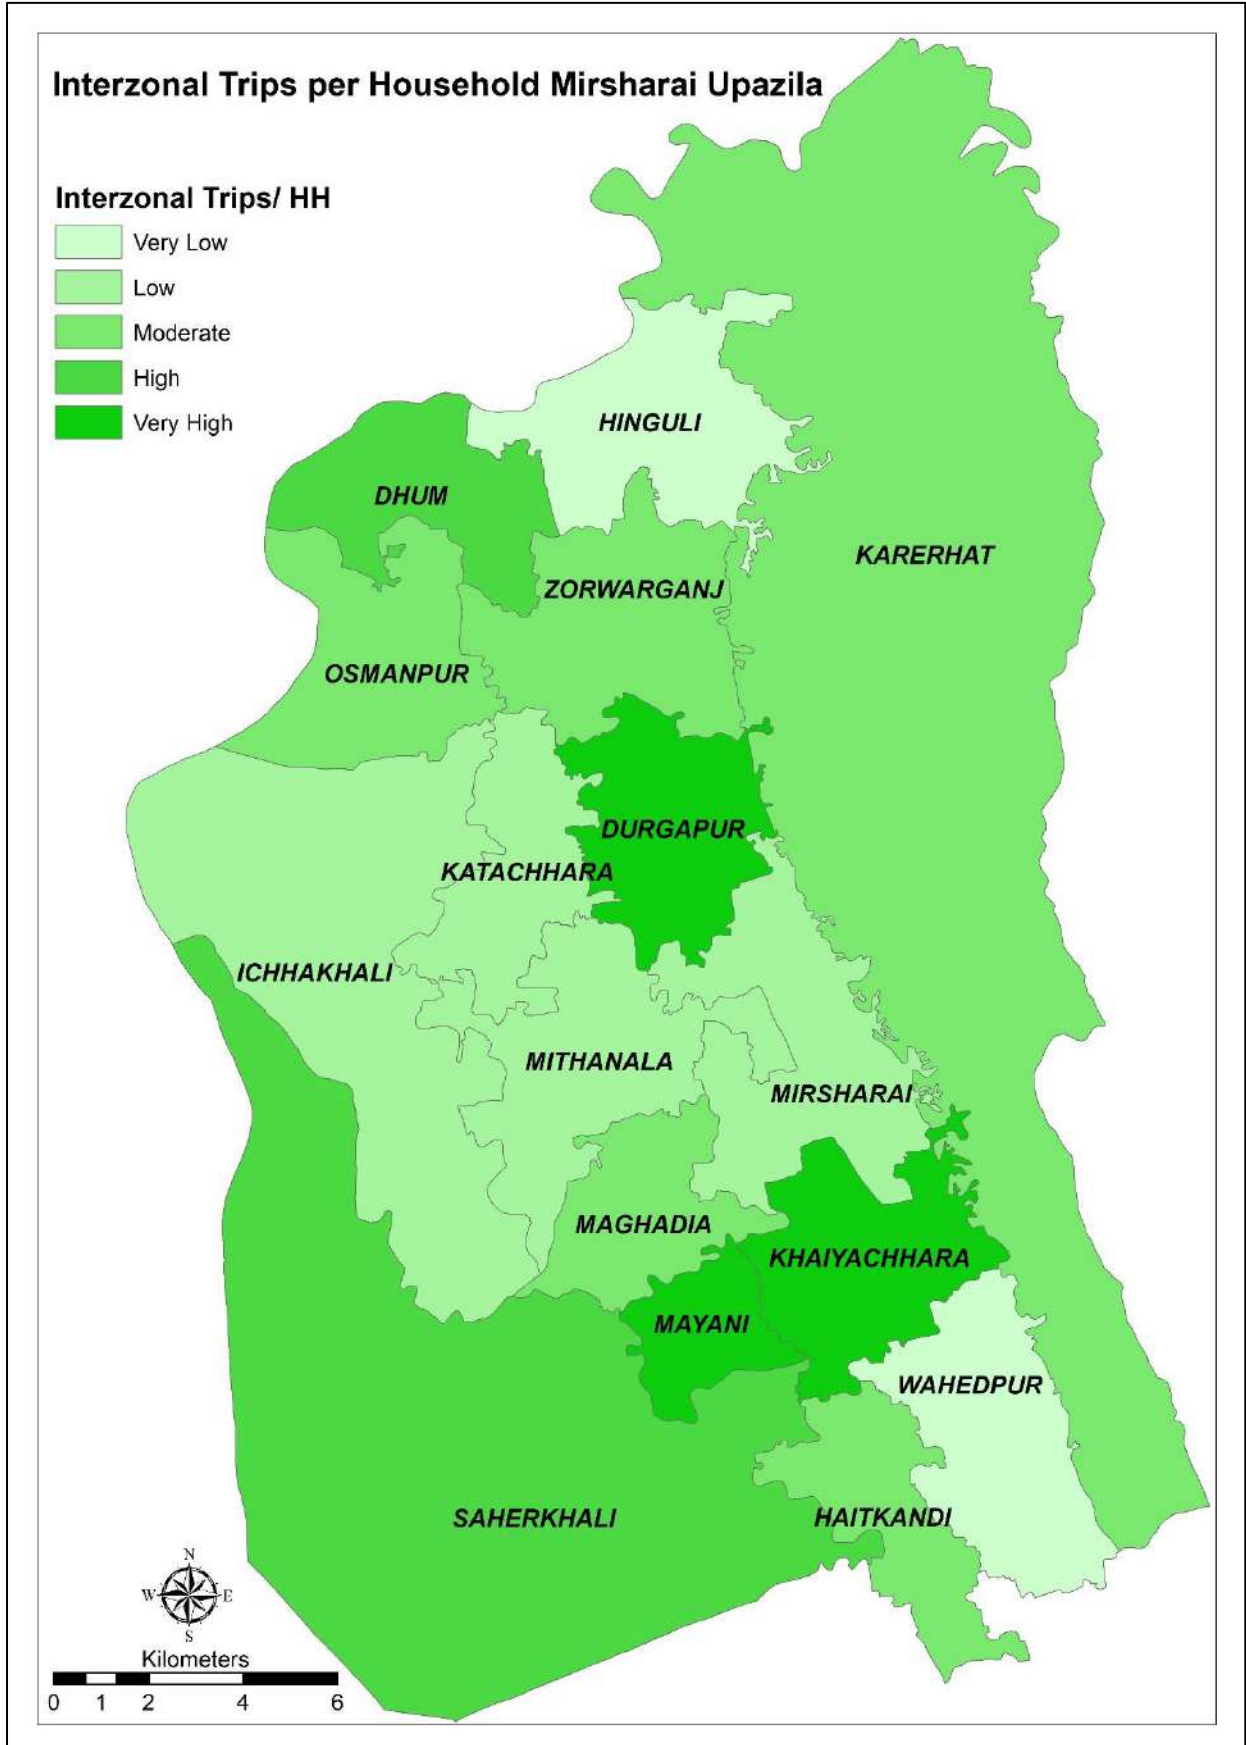 Interzonal Trips per Household Mirsharai Upazila
Interzonal Trips/ HH
Very Low
Low
Moderate
High
Very High
HINGULI
DHUM
KARERHAT
ZORWARGANJ
OSMANPUR
DURGAPUR
KATACHHARA
ICHHAKHALI
MITHANALA
MIRSHARAI
MAGHADIA
KHAIYACHHARA
MAYANI
WAHEDPUR
SAHERKHALI
HAITKANDI
N
W E
S
Kilometers
0 1 2 4 6